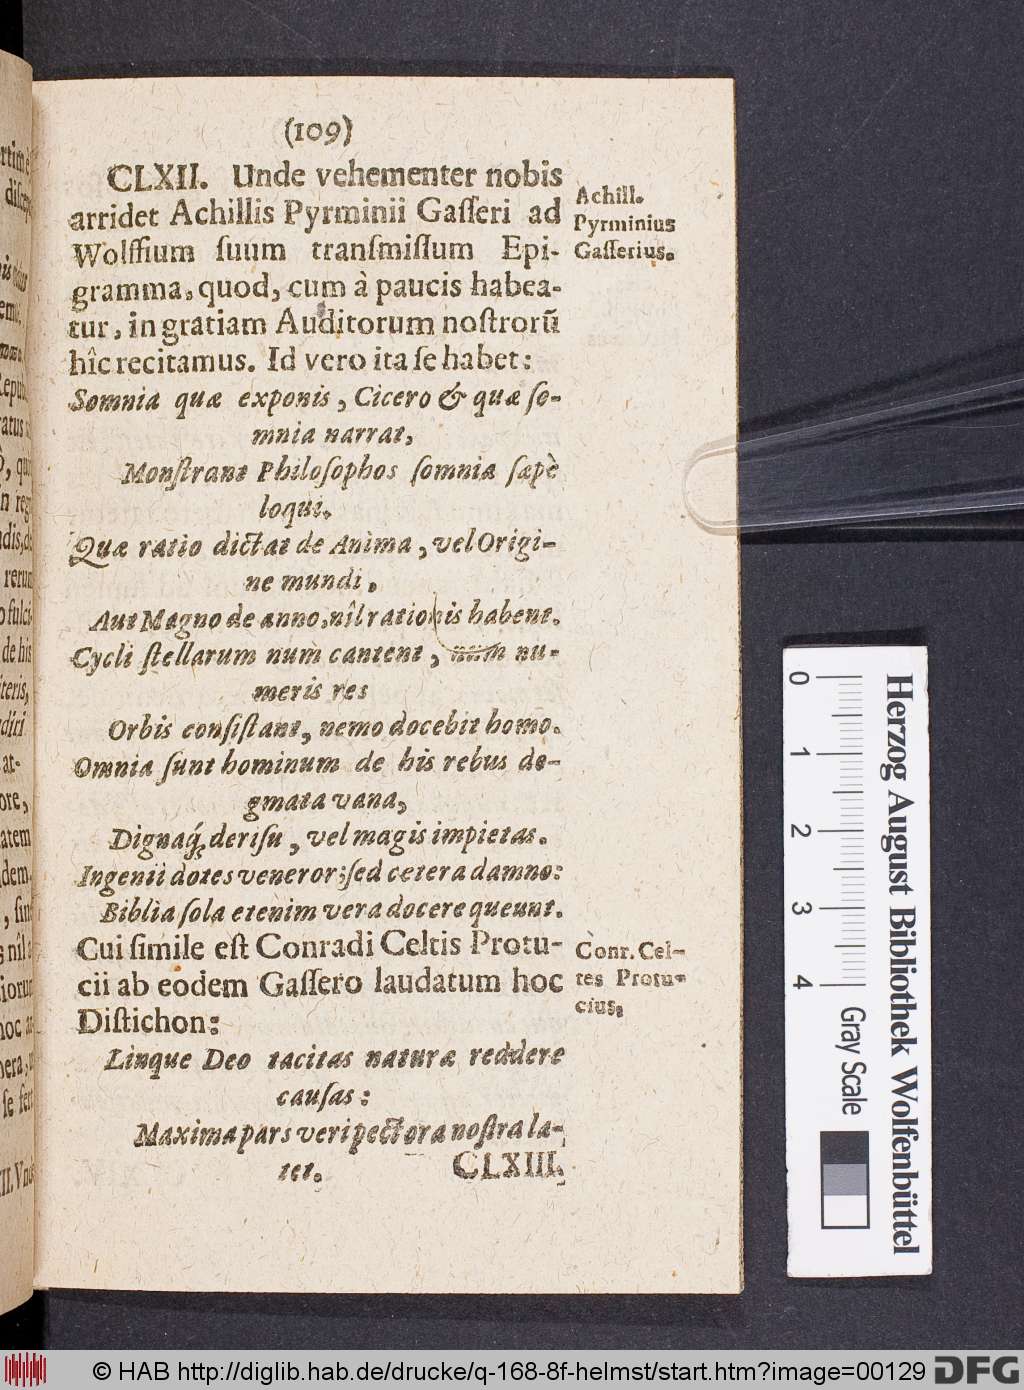 (109)
CLXII. Unde vehementer nobis
arridet Achillis Pyrminii Gasseri ad
Wolffium suum transmissum Epi-
gramma, quod, cum à paucis habea-
tur, in gratiam Auditorum nostrorũ
hîc recitamus. Id vero ita se habet:
Achill.
Pyrminius
Gasserius.
Somnia quæ exponis, Cicero & quæ so-
mnia narrat,
Monstrant Philosophos somnia sæpè
loqui.
Quæ ratio dictat de Anima, vel Origi-
ne mundi.
Aut Magno de anno, nîl rationis habent.
Cycli stellarum num̀ cantent, num nu-
meris res
Orbis consistant, nemo docebit homo.
Omnia sunt hominum de his rebus do-
gmata vana,
Dignaq́; derisu, vel magis impietas.
Ingenii dotes veneror; sed cetera damno:
Biblia sola etenim vera docere queunt.
Cui simile est Conradi Celtis Protu-
cii ab eodem Gassero laudatum hoc
Distichon:
Conr. Cel-
tes Protu-
cius.
Linque Deo tacitas naturæ reddere
causas:
Maxima pars veri pectora nostra la-
tet.
CLXIII.
0 1 2 3 4
Herzog August Bibliothek Wolfenbüttel
Gray Scale
© HAB http://diglib.hab.de/drucke/q-168-8f-helmst/start.htm?image=00129
DFG